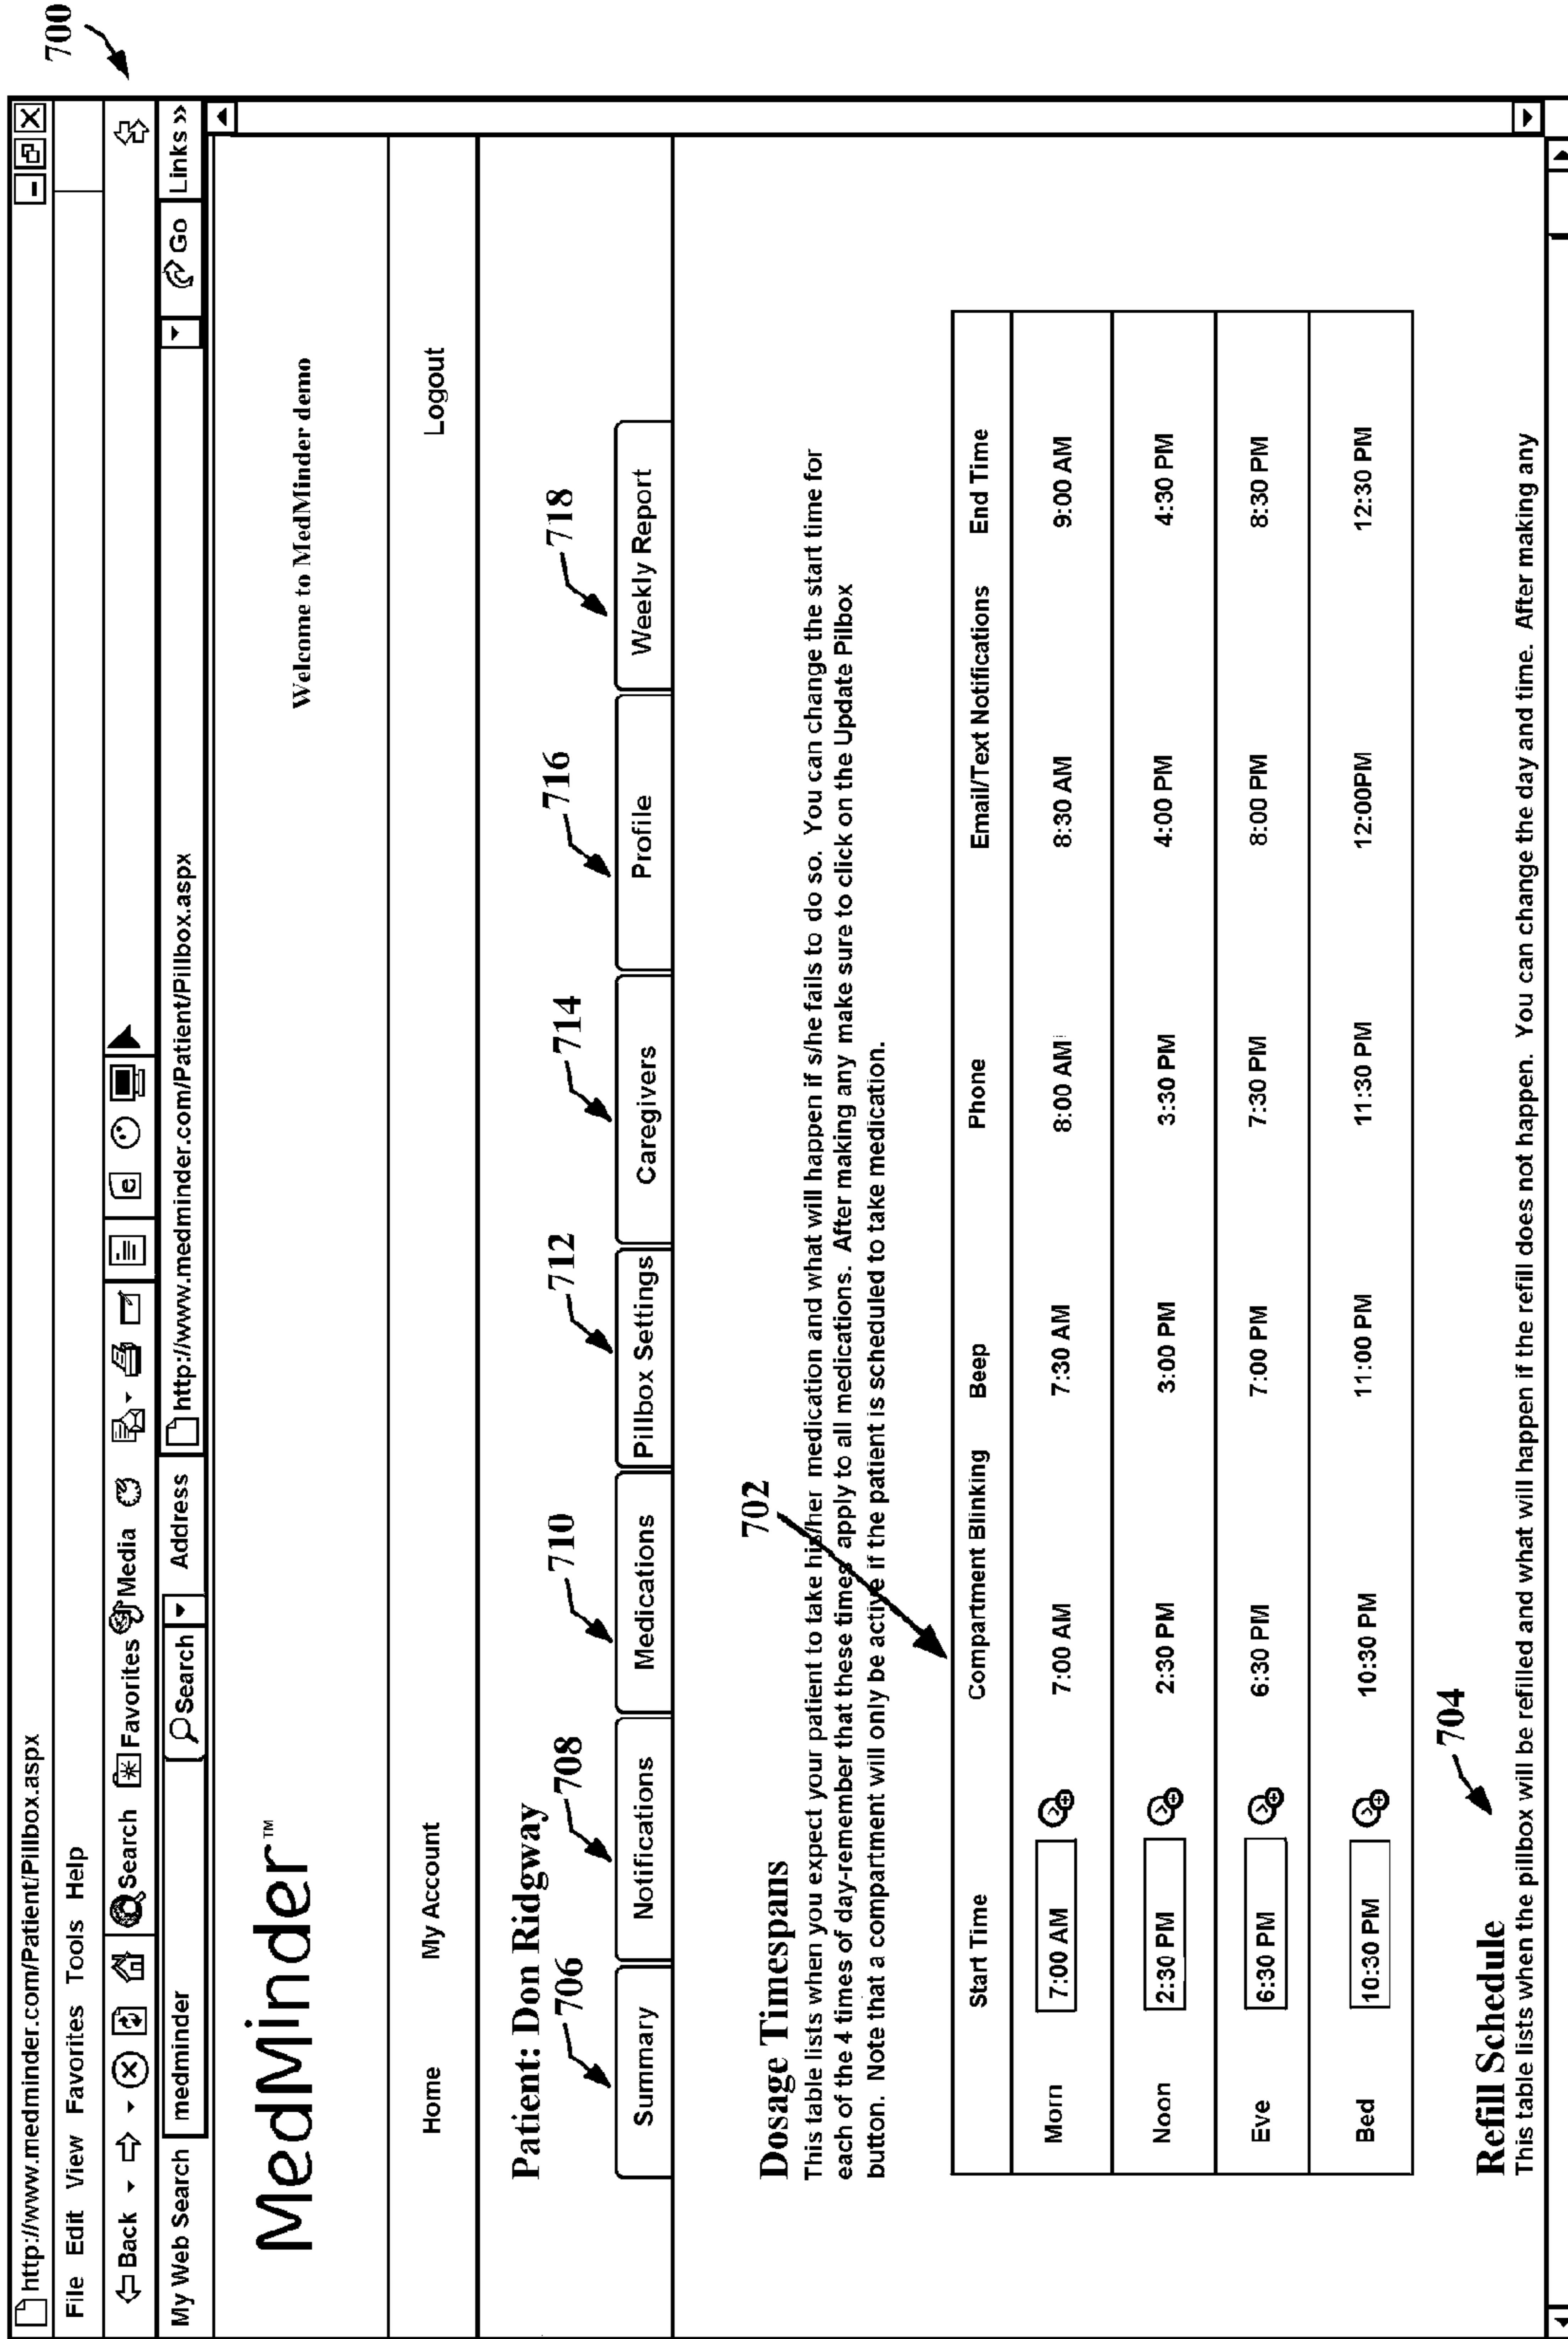 700
http://www.medminder.com/Patient/Pillbox.aspx
File Edit View Favorites Tools Help
Back Search Favorites Media
My Web Search medminder Search Address http://www.medminder.com/Patient/Pillbox.aspx Go Links »
MedMinder™
Welcome to MedMinder demo
Home My Account Logout
Patient: Don Ridgway
706 708 710 712 714 716 718
Summary Notifications Medications Pillbox Settings Caregivers Profile Weekly Report
702
Dosage Timespans
This table lists when you expect your patient to take his/her medication and what will happen if s/he fails to do so. You can change the start time for
each of the 4 times of day-remember that these times apply to all medications. After making any make sure to click on the Update Pilbox
button. Note that a compartment will only be active if the patient is scheduled to take medication.
Start Time Compartment Blinking Beep Phone Email/Text Notifications End Time
Morn 7:00 AM 7:00 AM 7:30 AM 8:00 AM 8:30 AM 9:00 AM
Noon 2:30 PM 2:30 PM 3:00 PM 3:30 PM 4:00 PM 4:30 PM
Eve 6:30 PM 6:30 PM 7:00 PM 7:30 PM 8:00 PM 8:30 PM
Bed 10:30 PM 10:30 PM 11:00 PM 11:30 PM 12:00PM 12:30 PM
704
Refill Schedule
This table lists when the pillbox will be refilled and what will happen if the refill does not happen. You can change the day and time. After making any